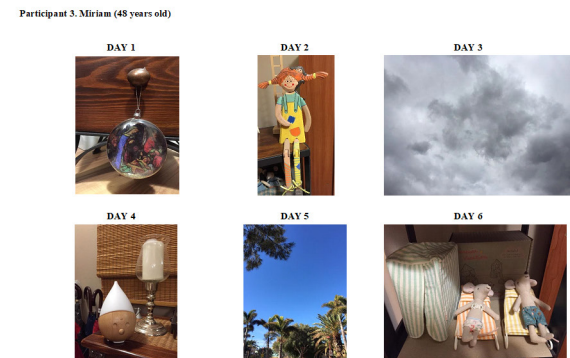 Participant 3. Miriam (48 years old)
DAY 1
DAY 2
DAY 3
DAY 4
DAY 5
DAY 6